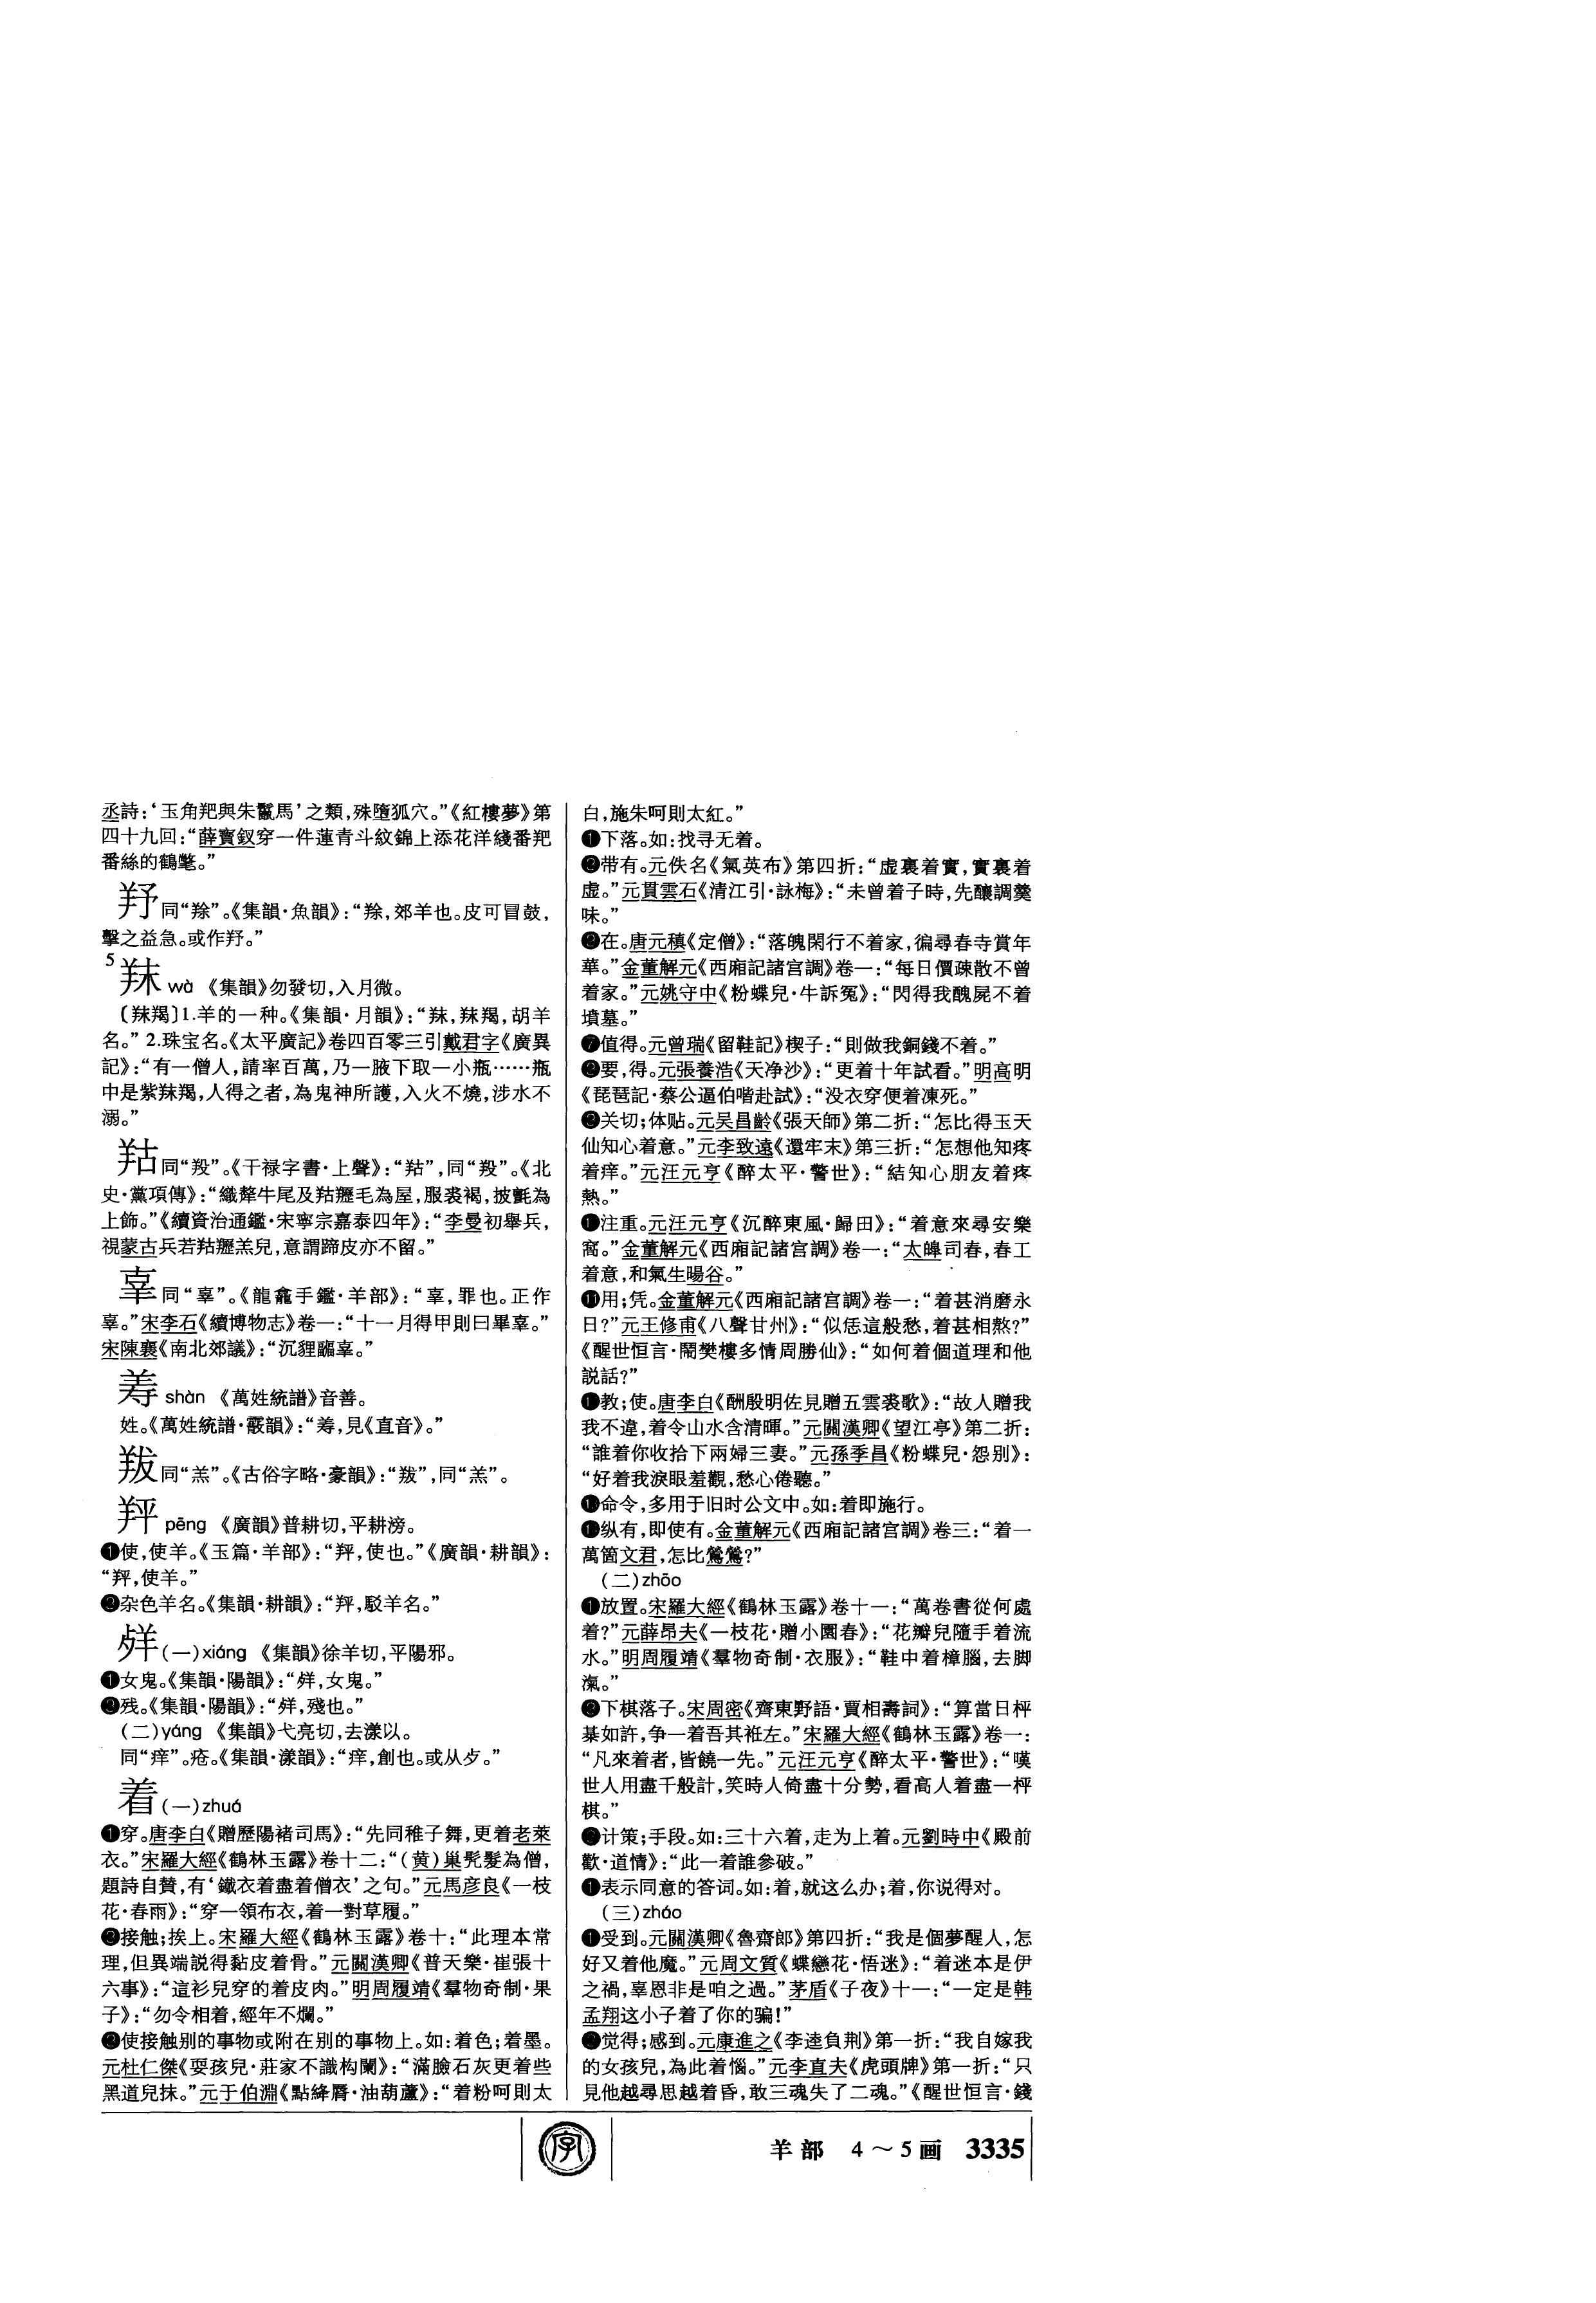 丞詩:‘玉角羓與朱鬣馬’之類,殊墮狐穴。”《紅樓夢》第
四十九回:“薛寶釵穿一件蓮青斗紋錦上添花洋綫番羓
番絲的鶴氅。”
羜同“䍱”。《集韻·魚韻》:“䍱,郊羊也。皮可冒鼓,
擊之益急。或作。”
5
wà 《集韻》勿發切,入月微。
〔羯〕1.羊的一种。《集韻·月韻》:“,羯,胡羊
名。” 2.珠宝名。《太平廣記》卷四百零三引戴君孚《廣異
記》:“有一僧人,請率百萬,乃一腋下取一小瓶……瓶
中是紫羯,人得之者,為鬼神所護,入火不燒,涉水不
溺。”
羖同“羖”。《干禄字書·上聲》:“䍩”,同“羖”。《北
史·黨項傳》:“織犛牛尾及䍩䍦毛為屋,服裘褐,披氈為
上飾。”《續資治通鑑·宋寧宗嘉泰四年》:“李曼初舉兵,
視蒙古兵若䍩䍦羔兒,意謂蹄皮亦不留。”
同“辜”。《龍龕手鑑·羊部》:“,罪也。正作
辜。”宋李石《續博物志》卷一:“十一月得甲則曰畢辜。”
宋陳襄《南北郊議》:“沉貍疈辜。”
shàn 《萬姓統譜》音善。
姓。《萬姓統譜·霰韻》:“,見《直音》。”
同“羔”。《古俗字略·豪韻》:“”,同“羔”。
羍 pēng 《廣韻》普耕切,平耕滂。
❶使,使羊。《玉篇·羊部》:“,使也。”《廣韻·耕韻》:
“,使羊。”
❷杂色羊名。《集韻·耕韻》:“,駁羊名。”
(一)xiáng 《集韻》徐羊切,平陽邪。
❶女鬼。《集韻·陽韻》:“,女鬼。”
❷残。《集韻·陽韻》:“,殘也。”
(二)yáng 《集韻》弋亮切,去漾以。
同“痒”。疮。《集韻·漾韻》:“痒,創也。或从歺。”
着(一)zhuá
❶穿。唐李白《贈歷陽褚司馬》:“先同稚子舞,更着老萊
衣。”宋羅大經《鶴林玉露》卷十二:“(黄)巢髠髮為僧,
題詩自贊,有‘鐵衣着盡着僧衣’之句。”元馬彦良《一枝
花·春雨》:“穿一領布衣,着一對草履。”
❷接触;挨上。宋羅大經《鶴林玉露》卷十:“此理本常
理,但異端説得黏皮着骨。”元關漢卿《普天樂·崔張十
六事》:“這衫兒穿的着皮肉。”明周履靖《羣物奇制·果
子》:“勿令相着,經年不爛。”
使接触别的事物或附在别的事物上。如:着色;着墨。
元杜仁傑《耍孩兒·莊家不識构闌》:“滿臉石灰更着些
黑道兒抹。”元于伯淵《點絳脣·油葫蘆》:“着粉呵則太
白,施朱呵則太紅。”
下落。如:找寻无着。
带有。元佚名《氣英布》第四折:“虚裏着實,實裏着
虚。”元貫雲石《清江引·詠梅》:“未曾着子時,先釀調羹
味。”
在。唐元稹《定僧》:“落魄閑行不着家,徧尋春寺賞年
華。”金董解元《西廂記諸宫調》卷一:“每日價疎散不曾
着家。”元姚守中《粉蝶兒·牛訴冤》:“閃得我醜屍不着
墳墓。”
❼值得。元曾瑞《留鞋記》楔子:“則做我銅錢不着。”
要,得。元張養浩《天净沙》:“更着十年試看。”明高明
《琵琶記·蔡公逼伯喈赴試》:“没衣穿便着凍死。”
关切;体贴。元吴昌齡《張天師》第二折:“怎比得玉天
仙知心着意。”元李致遠《還牢末》第三折:“怎想他知疼
着痒。”元汪元亨《醉太平·警世》:“結知心朋友着疼
熱。”
注重。元汪元亨《沉醉東風·歸田》:“着意來尋安樂
窩。”金董解元《西廂記諸宫調》卷一:“太皞司春,春工
着意,和氣生暘谷。”
⓫用;凭。金董解元《西廂記諸宫調》卷一:“着甚消磨永
日?”元王修甫《八聲甘州》:“似恁這般愁,着甚相熬?”
《醒世恒言·鬧樊樓多情周勝仙》:“如何着個道理和他
説話?”
教;使。唐李白《酬殷明佐見贈五雲裘歌》:“故人贈我
我不違,着令山水含清暉。”元關漢卿《望江亭》第二折:
“誰着你收拾下兩婦三妻。”元孫季昌《粉蝶兒·怨别》:
“好着我淚眼羞觀,愁心倦聽。”
命令,多用于旧时公文中。如:着即施行。
纵有,即使有。金董解元《西廂記諸宫調》卷三:“着一
萬箇文君,怎比鶯鶯?”
(二)zhāo
❶放置。宋羅大經《鶴林玉露》卷十一:“萬卷書從何處
着?”元薛昂夫《一枝花·贈小園春》:“花瓣兒隨手着流
水。”明周履靖《羣物奇制·衣服》:“鞋中着樟腦,去脚
氣。”
❷下棋落子。宋周密《齊東野語·賈相壽詞》:“算當日枰
棊如許,争一着吾其衽左。”宋羅大經《鶴林玉露》卷一:
“凡來着者,皆饒一先。”元汪元亨《醉太平·警世》:“嘆
世人用盡千般計,笑時人倚盡十分勢,看高人着盡一枰
棋。”
计策;手段。如:三十六着,走为上着。元劉時中《殿前
歡·道情》:“此一着誰參破。”
表示同意的答词。如:着,就这么办;着,你说得对。
(三)zháo
❶受到。元關漢卿《魯齋郎》第四折:“我是個夢醒人,怎
好又着他魔。”元周文質《蝶戀花·悟迷》:“着迷本是伊
之禍,辜恩非是咱之過。”茅盾《子夜》十一:“一定是韩
孟翔这小子着了你的骗!”
❷觉得;感到。元康進之《李逵負荆》第一折:“我自嫁我
的女孩兒,為此着惱。”元李直夫《虎頭牌》第一折:“只
見他越尋思越着昏,敢三魂失了二魂。”《醒世恒言·錢
字
羊部 4～5画 3335